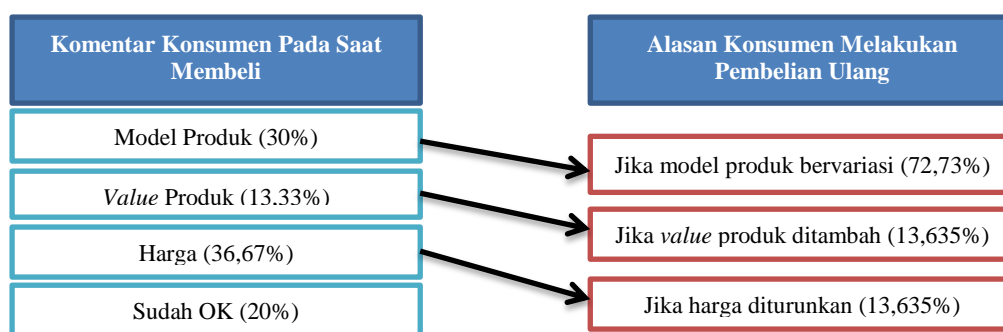 Komentar Konsumen Pada Saat
Membeli
Model Produk (30%)
Value Produk (13.33%)
Harga (36,67%)
Sudah OK (20%)
Alasan Konsumen Melakukan
Pembelian Ulang
Jika model produk bervariasi (72,73%)
Jika value produk ditambah (13,635%)
Jika harga diturunkan (13,635%)